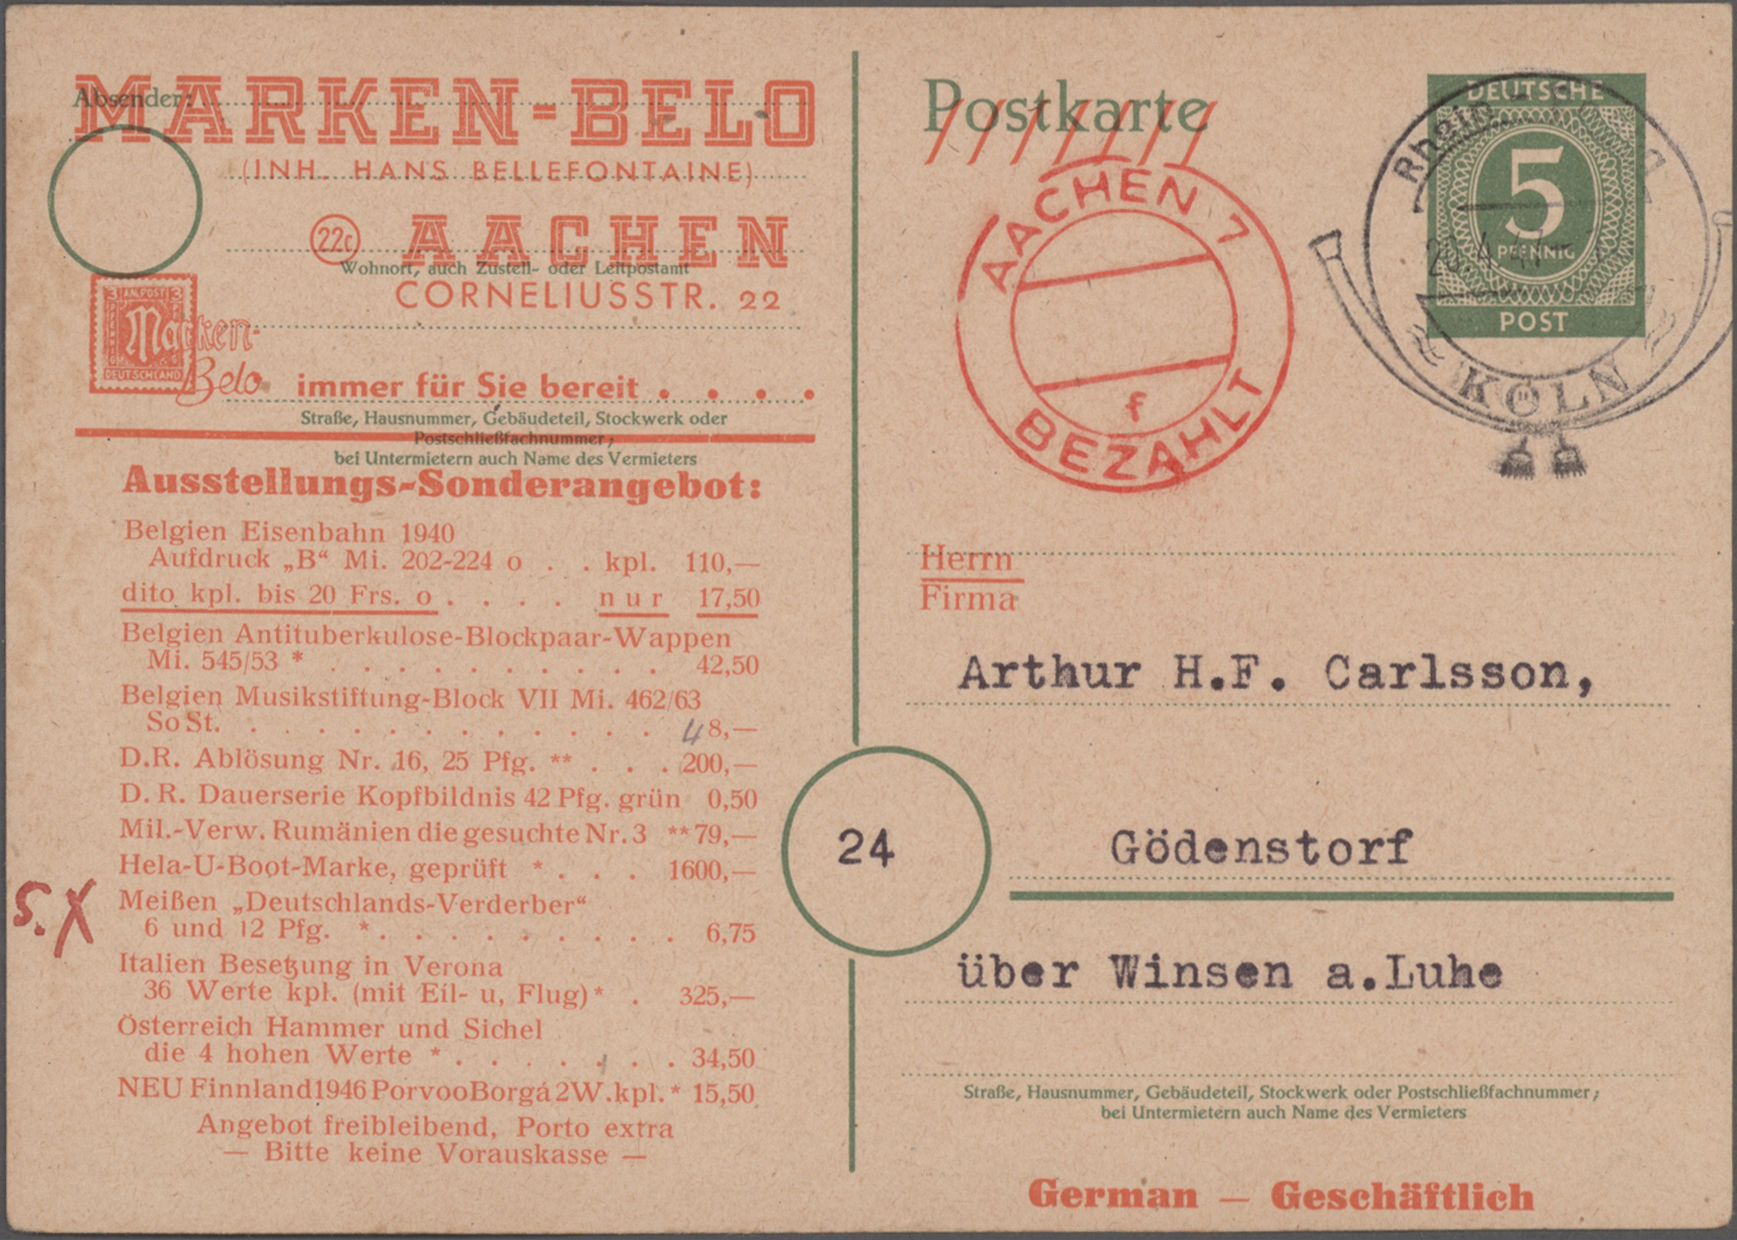 Absender:
MARKEN=BELO
(INH. HANS BELLEFONTAINE)
22c AACHEN
Wohnort, auch Zustell- oder Leitpostamt
CORNELIUSSTR. 22
3 AM.POST 3
DEUTSCHLAND
Marken-
Belo immer für Sie bereit . . . .
Straße, Hausnummer, Gebäudeteil, Stockwerk oder
Postschließfachnummer;
bei Untermietern auch Name des Vermieters
Ausstellungs-Sonderangebot:
Belgien Eisenbahn 1940
Aufdruck „B“ Mi. 202-224 o . . kpl. 110,—
dito kpl. bis 20 Frs. o . . . . nur 17,50
Belgien Antituberkulose-Blockpaar-Wappen
Mi. 545/53 * . . . . . . . . . . 42,50
Belgien Musikstiftung-Block VII Mi. 462/63
So St. . . . . . . . . . . . 48,—
D.R. Ablösung Nr. 16, 25 Pfg. ** . . . 200,—
D. R. Dauerserie Kopfbildnis 42 Pfg. grün 0,50
Mil.-Verw. Rumänien die gesuchte Nr. 3 ** 79,—
Hela-U-Boot-Marke, geprüft * . . . 1600,—
S.X
Meißen „Deutschlands-Verderber“
6 und 12 Pfg. * . . . . . . . . . 6,75
Italien Besetzung in Verona
36 Werte kpl. (mit Eil- u, Flug) * . 325,—
Österreich Hammer und Sichel
die 4 hohen Werte * . . . . . . . 34,50
NEU Finnland 1946 Porvoo Borgá 2 W. kpl. * 15,50
Angebot freibleibend, Porto extra
— Bitte keine Vorauskasse —
Postkarte
AACHEN 7
f
BEZAHLT
DEUTSCHE
5
PFENNIG
POST
Rhein-
KÖLN
Herrn
Firma
Arthur H.F. Carlsson,
24
Gödenstorf
über Winsen a.Luhe
Straße, Hausnummer, Gebäudeteil, Stockwerk oder Postschließfachnummer;
bei Untermietern auch Name des Vermieters
German — Geschäftlich